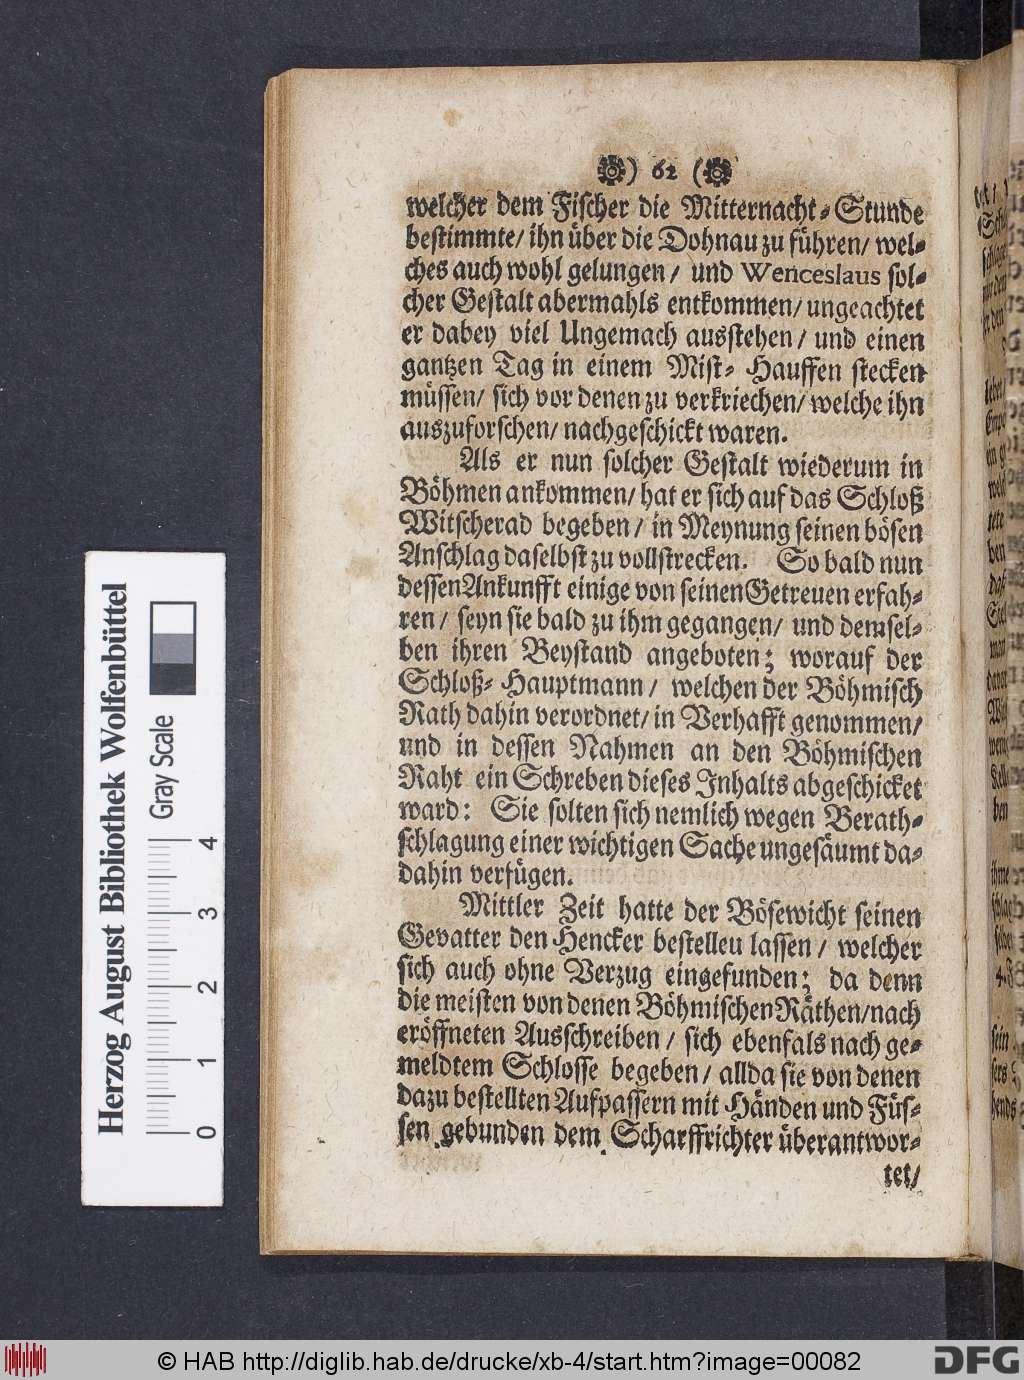 ) 62 (
welcher dem Fischer die Mitternacht-Stunde
bestimmte/ ihn über die Dohnau zu führen/ wel-
ches auch wohl gelungen/ und Wenceslaus sol-
cher Gestalt abermahls entkommen/ ungeachtet
er dabey viel Ungemach ausstehen/ und einen
gantzen Tag in einem Mist-Hauffen stecken
müssen/ sich vor denen zu verkriechen/ welche ihn
auszuforschen/ nachgeschickt waren.
Als er nun solcher Gestalt wiederum in
Böhmen ankommen/ hat er sich auf das Schloß
Witscherad begeben/ in Meynung seinen bösen
Anschlag daselbst zu vollstrecken. So bald nun
dessen Ankunfft einige von seinen Getreuen erfah-
ren/ seyn sie bald zu ihm gegangen/ und demsel-
ben ihren Beystand angeboten; worauf der
Schloß-Hauptmann/ welchen der Böhmisch
Rath dahin verordnet/ in Verhafft genommen/
und in dessen Nahmen an den Böhmischen
Raht ein Schreben dieses Inhalts abgeschicket
ward: Sie solten sich nemlich wegen Berath-
schlagung einer wichtigen Sache ungesäumt da-
dahin verfügen.
Mittler Zeit hatte der Bösewicht seinen
Gevatter den Hencker bestelleu lassen/ welcher
sich auch ohne Verzug eingefunden; da denn
die meisten von denen Böhmischen Räthen/ nach
eröffneten Ausschreiben/ sich ebenfals nach ge-
meldtem Schlosse begeben/ allda sie von denen
dazu bestellten Aufpassern mit Händen und Füs-
sen gebunden dem Scharffrichter überantwor-
tet/
Herzog August Bibliothek Wolfenbüttel
Gray Scale
0 1 2 3 4
© HAB http://diglib.hab.de/drucke/xb-4/start.htm?image=00082
DFG